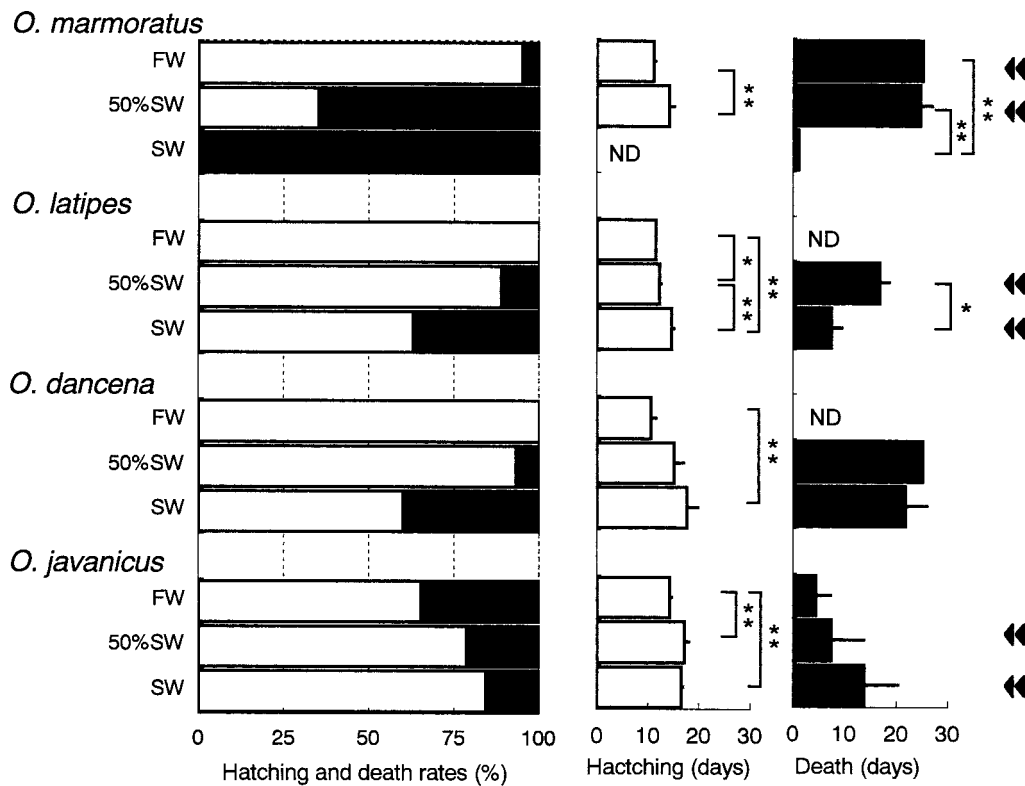 O. marmoratus
FW
50%SW
SW
ND
**
**
**
O. latipes
FW
50%SW
SW
*
**
**
ND
*
O. dancena
FW
50%SW
SW
**
ND
O. javanicus
FW
50%SW
SW
**
**
0 25 50 75 100
Hatching and death rates (%)
0 10 20 30
Hactching (days)
0 10 20 30
Death (days)